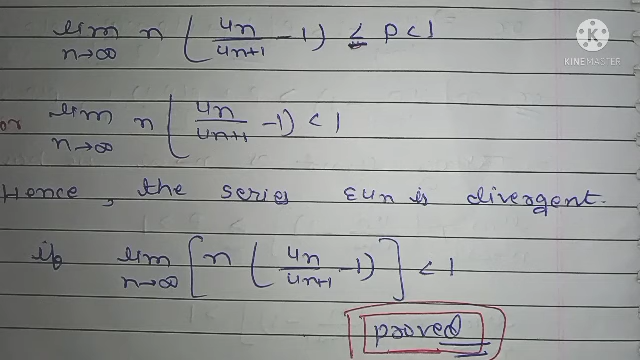 lim n→∞ n ( un/un+1 - 1 ) ≤ p < 1
KINEMASTER
or lim n→∞ n ( un/un+1 - 1 ) < 1
Hence, the series Σun is divergent.
if lim n→∞ [ n ( un/un+1 - 1 ) ] < 1
proved